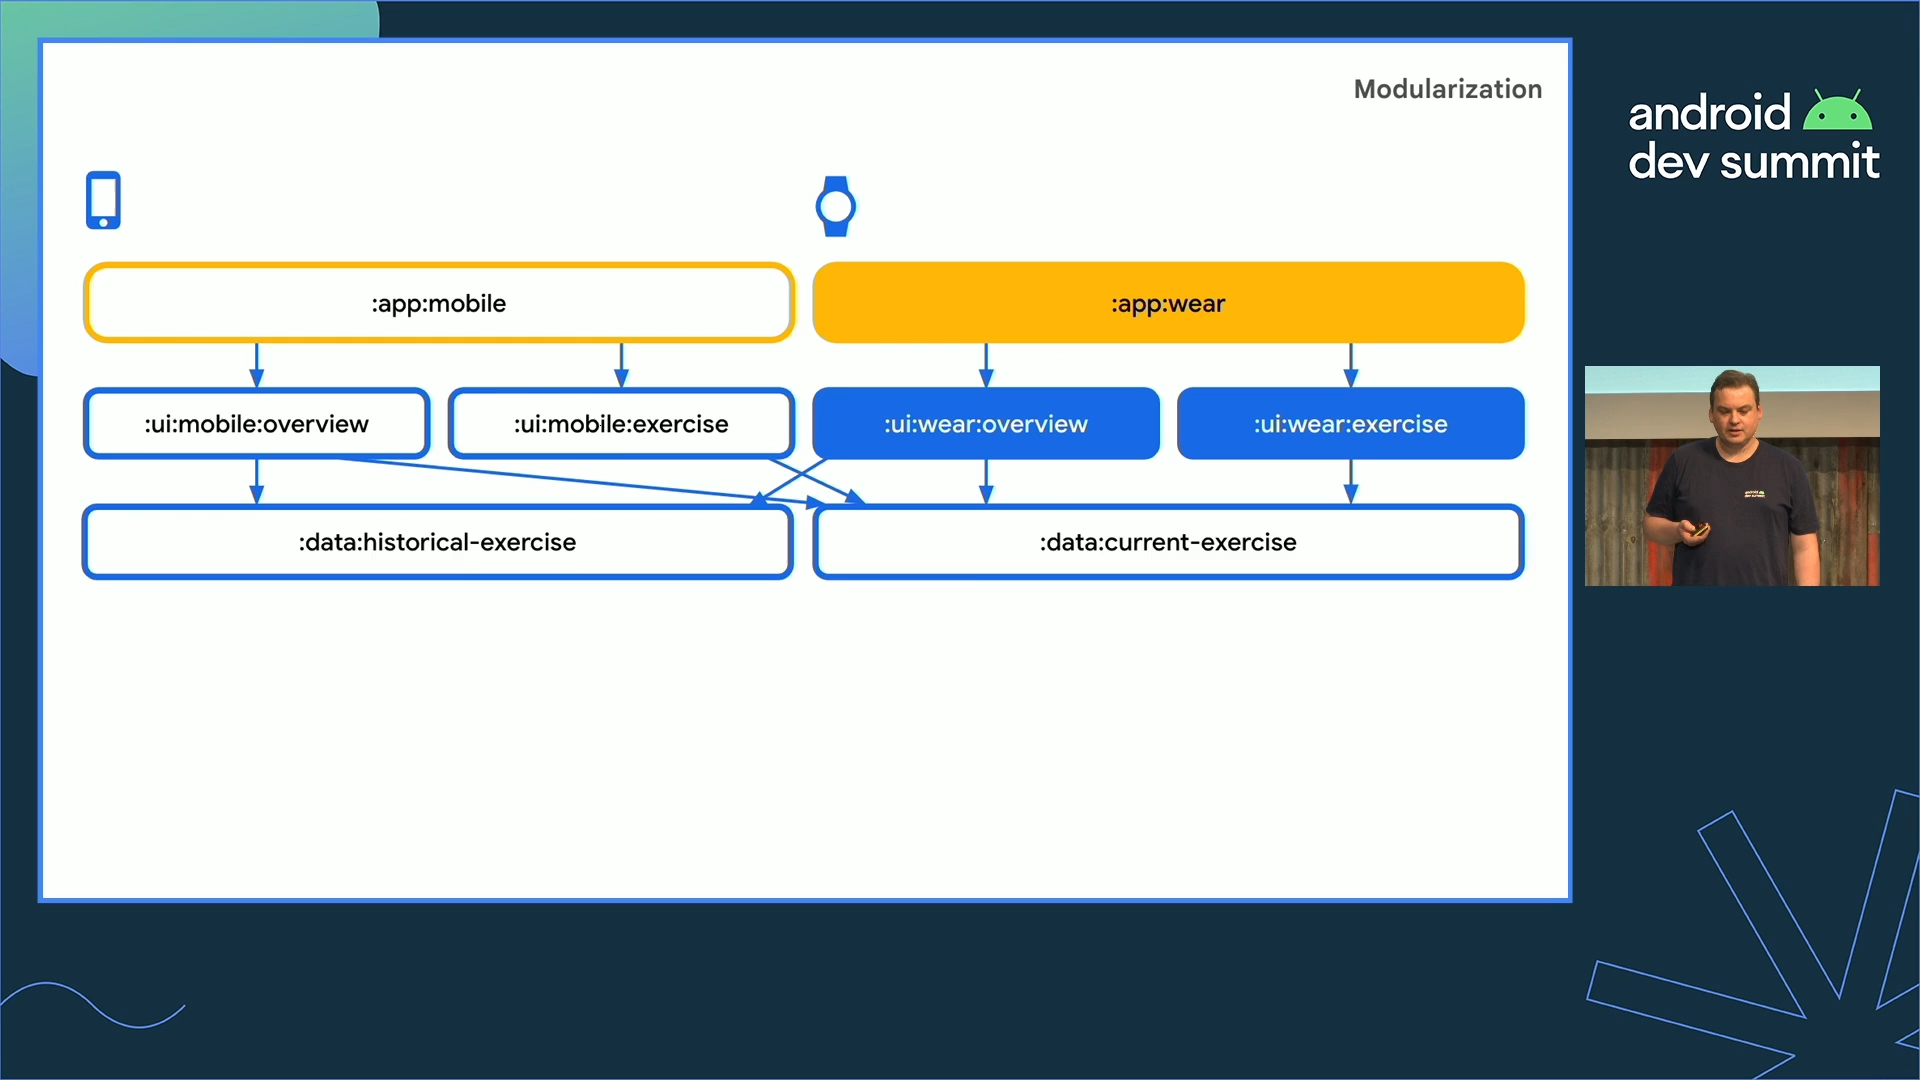 Modularization
android
dev summit
:app:mobile
:app:wear
:ui:mobile:overview
:ui:mobile:exercise
:ui:wear:overview
:ui:wear:exercise
:data:historical-exercise
:data:current-exercise